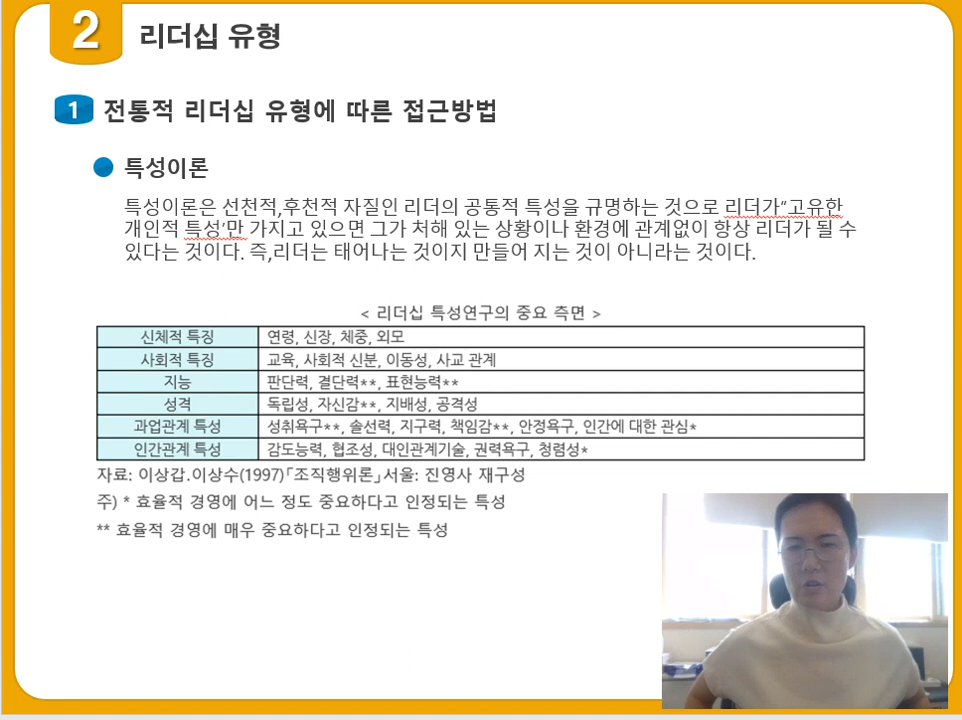 2 리더십 유형
1 전통적 리더십 유형에 따른 접근방법
특성이론
특성이론은 선천적,후천적 자질인 리더의 공통적 특성을 규명하는 것으로 리더가"고유한
개인적 특성'만 가지고 있으면 그가 처해 있는 상황이나 환경에 관계없이 항상 리더가 될 수
있다는 것이다. 즉,리더는 태어나는 것이지 만들어 지는 것이 아니라는 것이다.
< 리더십 특성연구의 중요 측면 >
신체적 특징 연령, 신장, 체중, 외모
사회적 특징 교육, 사회적 신분, 이동성, 사교 관계
지능 판단력, 결단력**, 표현능력**
성격 독립성, 자신감**, 지배성, 공격성
과업관계 특성 성취욕구**, 솔선력, 지구력, 책임감**, 안정욕구, 인간에 대한 관심*
인간관계 특성 감도능력, 협조성, 대인관계기술, 권력욕구, 청렴성*
자료: 이상갑.이상수(1997)「조직행위론」서울: 진영사 재구성
주) * 효율적 경영에 어느 정도 중요하다고 인정되는 특성
** 효율적 경영에 매우 중요하다고 인정되는 특성